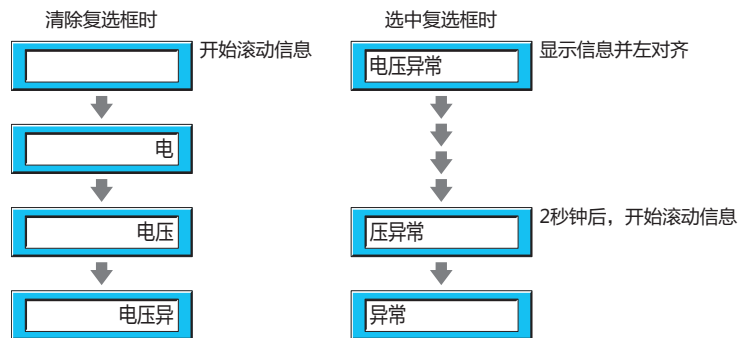 清除复选框时
开始滚动信息
电
电压
电压异
选中复选框时
电压异常
显示信息并左对齐
压异常
2秒钟后，开始滚动信息
异常